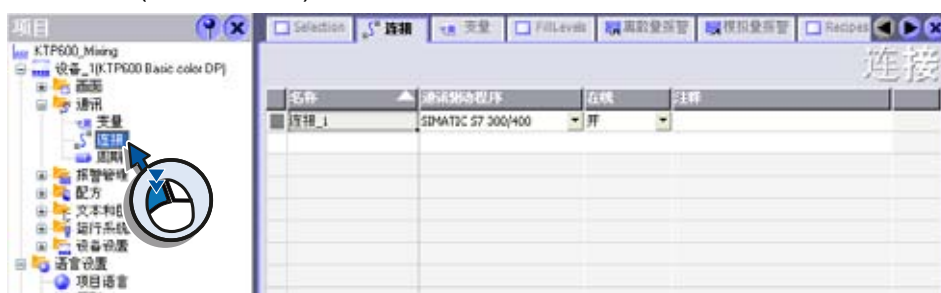 项目
KTP600_Mixing
设备_1(KTP600 Basic color DP)
画面
通讯
变量
连接
周期
报警管理
配方
文本和
运行系统
设备设置
语言设置
项目语言
Selection
连接
变量
FillLevels
离散量报警
模拟量报警
Recipes
连接
名称
通讯驱动程序
在线
注释
连接_1
SIMATIC S7 300/400
开